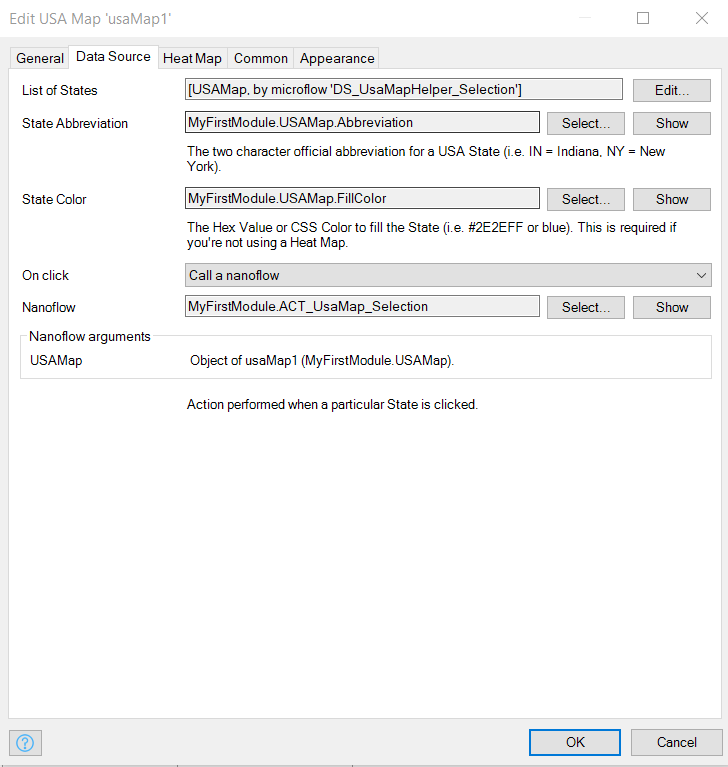 Edit USA Map 'usaMap1'
General Data Source Heat Map Common Appearance
List of States [USAMap, by microflow 'DS_UsaMapHelper_Selection'] Edit...
State Abbreviation MyFirstModule.USAMap.Abbreviation Select... Show
The two character official abbreviation for a USA State (i.e. IN = Indiana, NY = New
York).
State Color MyFirstModule.USAMap.FillColor Select... Show
The Hex Value or CSS Color to fill the State (i.e. #2E2EFF or blue). This is required if
you're not using a Heat Map.
On click Call a nanoflow
Nanoflow MyFirstModule.ACT_UsaMap_Selection Select... Show
Nanoflow arguments
USAMap Object of usaMap1 (MyFirstModule.USAMap).
Action performed when a particular State is clicked.
? OK Cancel